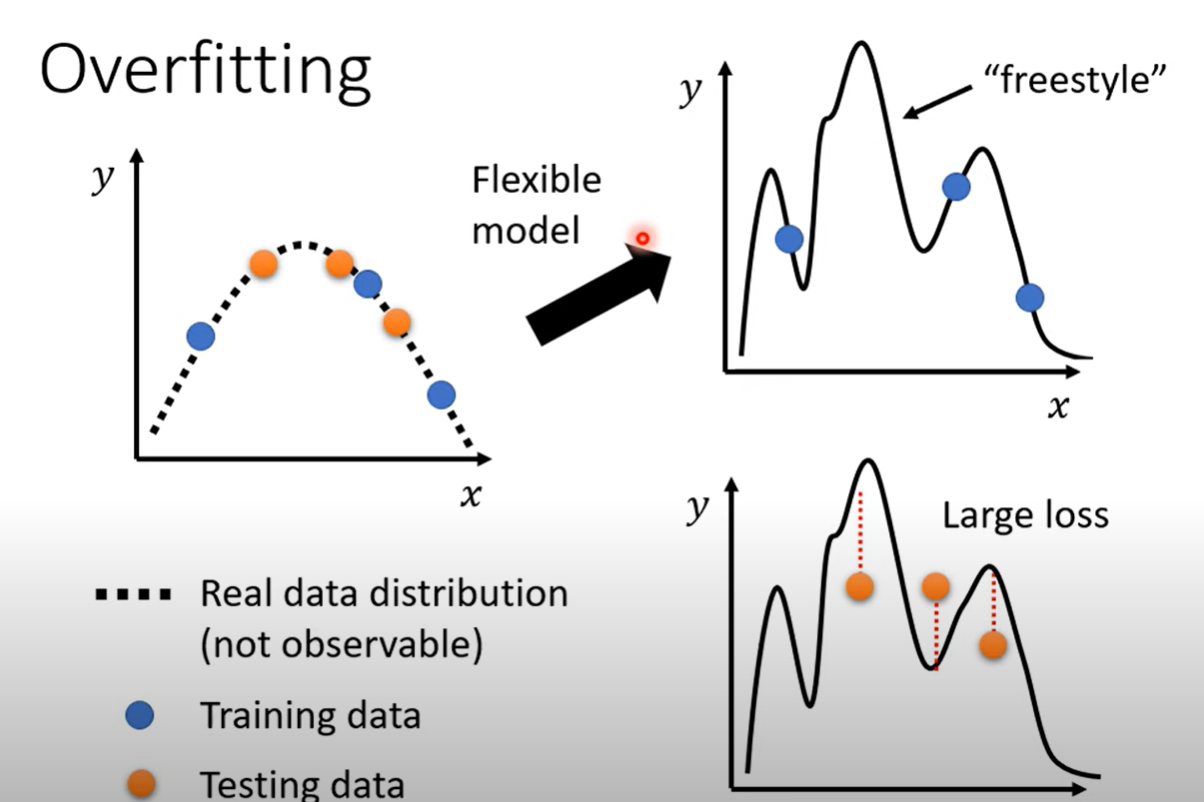 Overfitting
y
x
Flexible
model
y
“freestyle”
x
y
Large loss
Real data distribution
(not observable)
Training data
Testing data